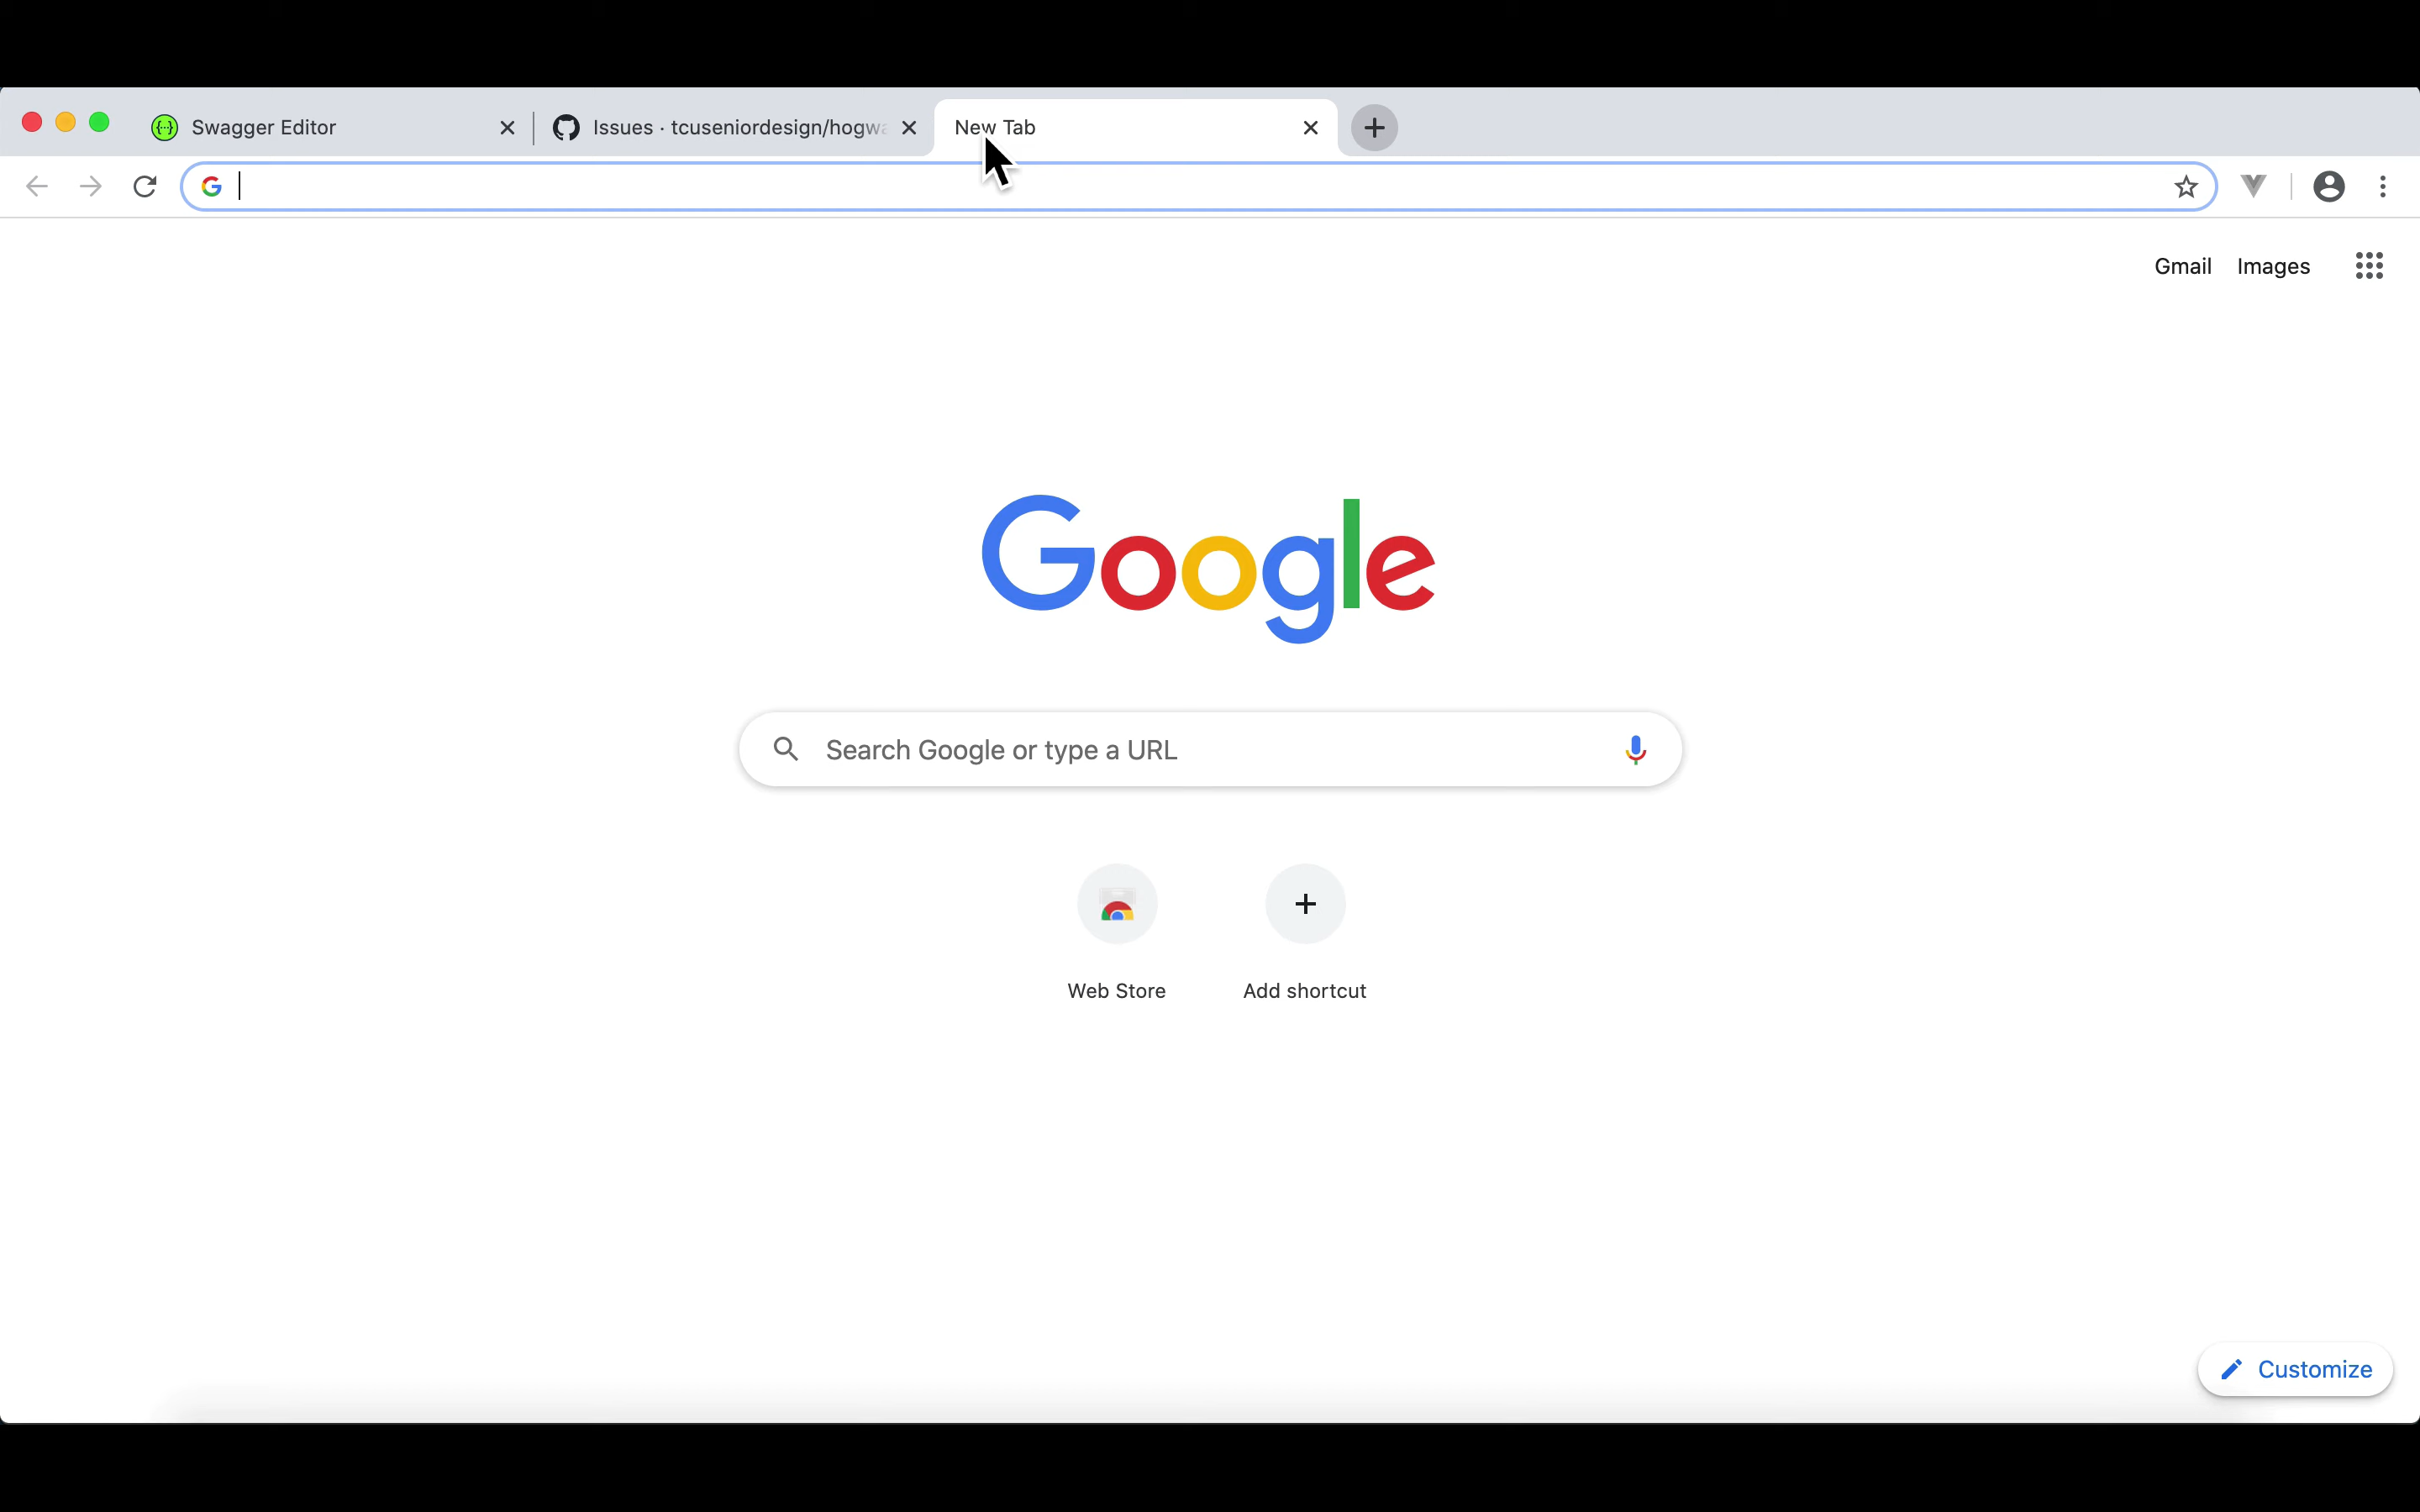 Swagger Editor
Issues · tcuseniordesign/hogwa
New Tab
Gmail Images
Google
Search Google or type a URL
Web Store
Add shortcut
Customize